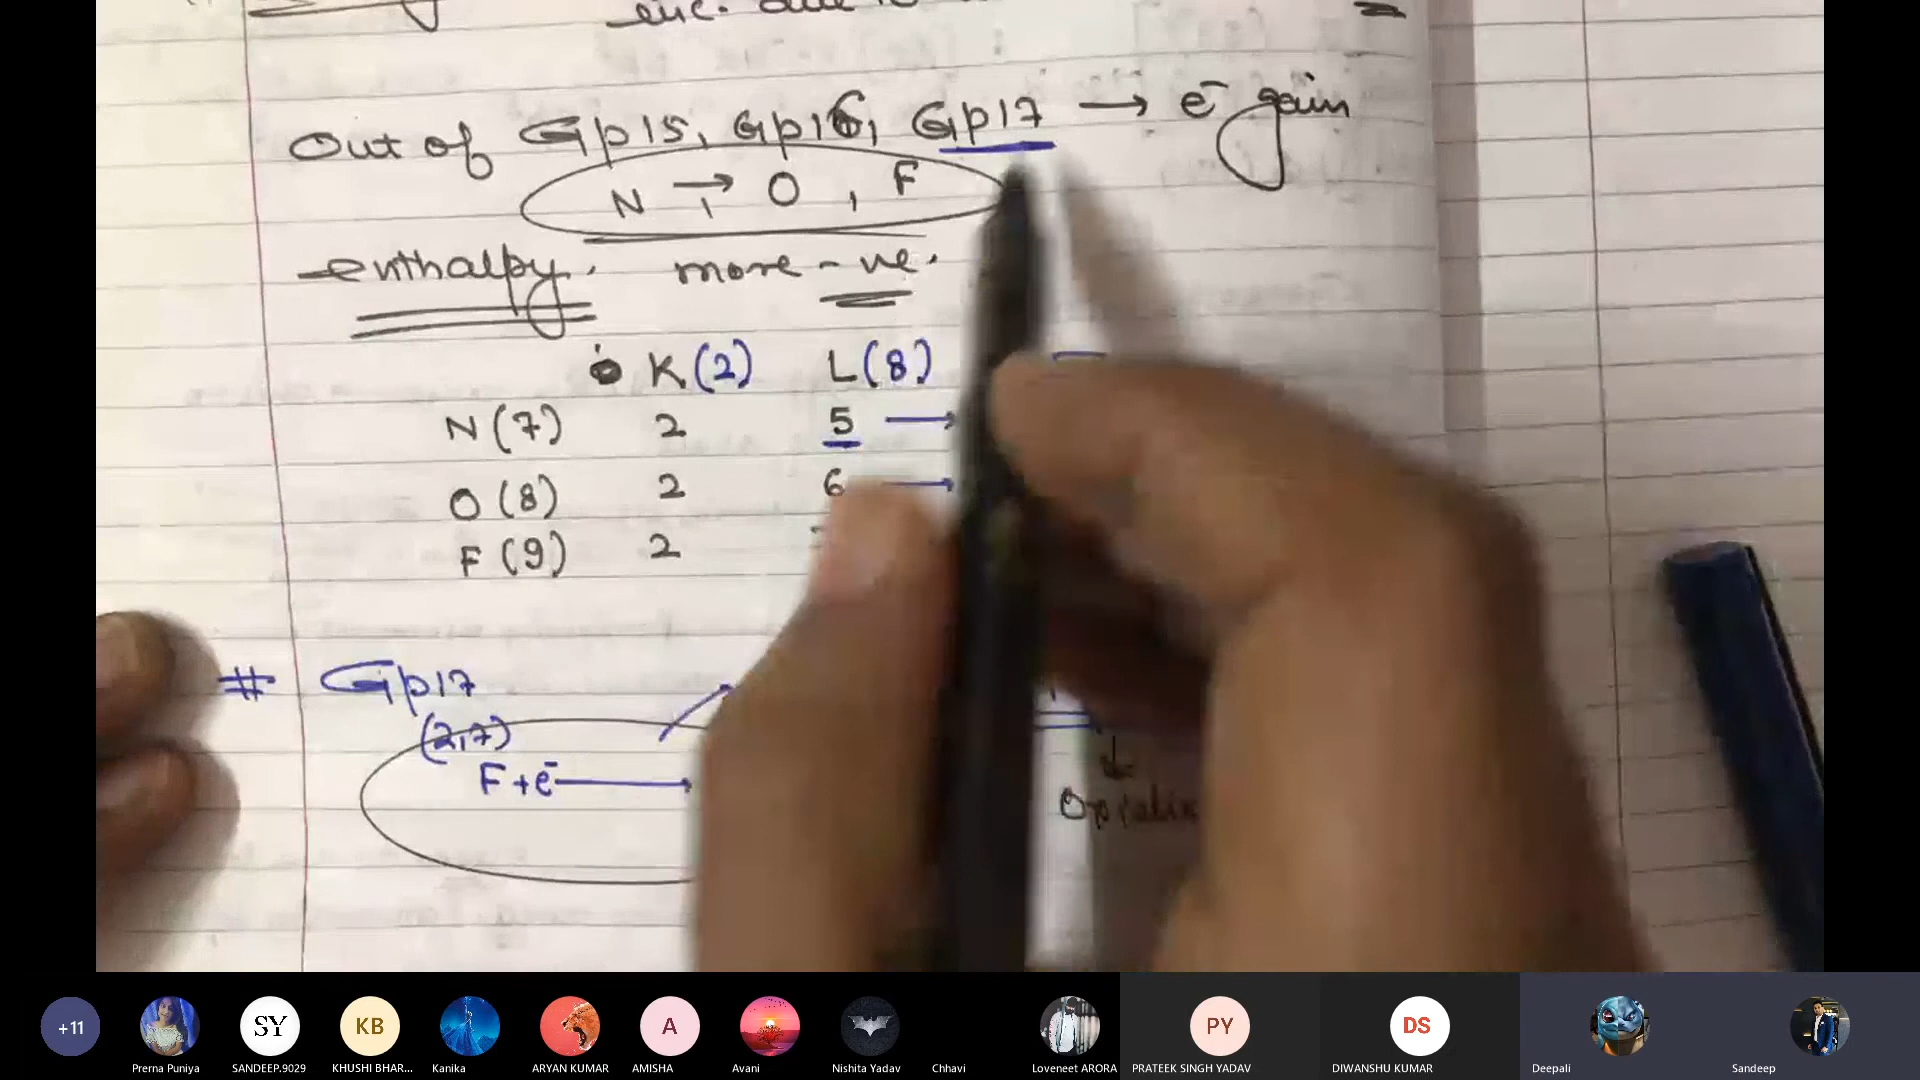 Out of Gp15, Gp16, Gp17 → e⁻ gain
N → O , F
enthalpy. more -ve.
K(2) L(8)
N(7) 2 5 →
O(8) 2 6 →
F(9) 2
# Gp17
(2,7)
F+e⁻ →
+11
SY
KB
A
PY
DS
Prerna Puniya
SANDEEP.9029
KHUSHI BHAR...
Kanika
ARYAN KUMAR
AMISHA
Avani
Nishita Yadav
Chhavi
Loveneet ARORA
PRATEEK SINGH YADAV
DIWANSHU KUMAR
Deepali
Sandeep